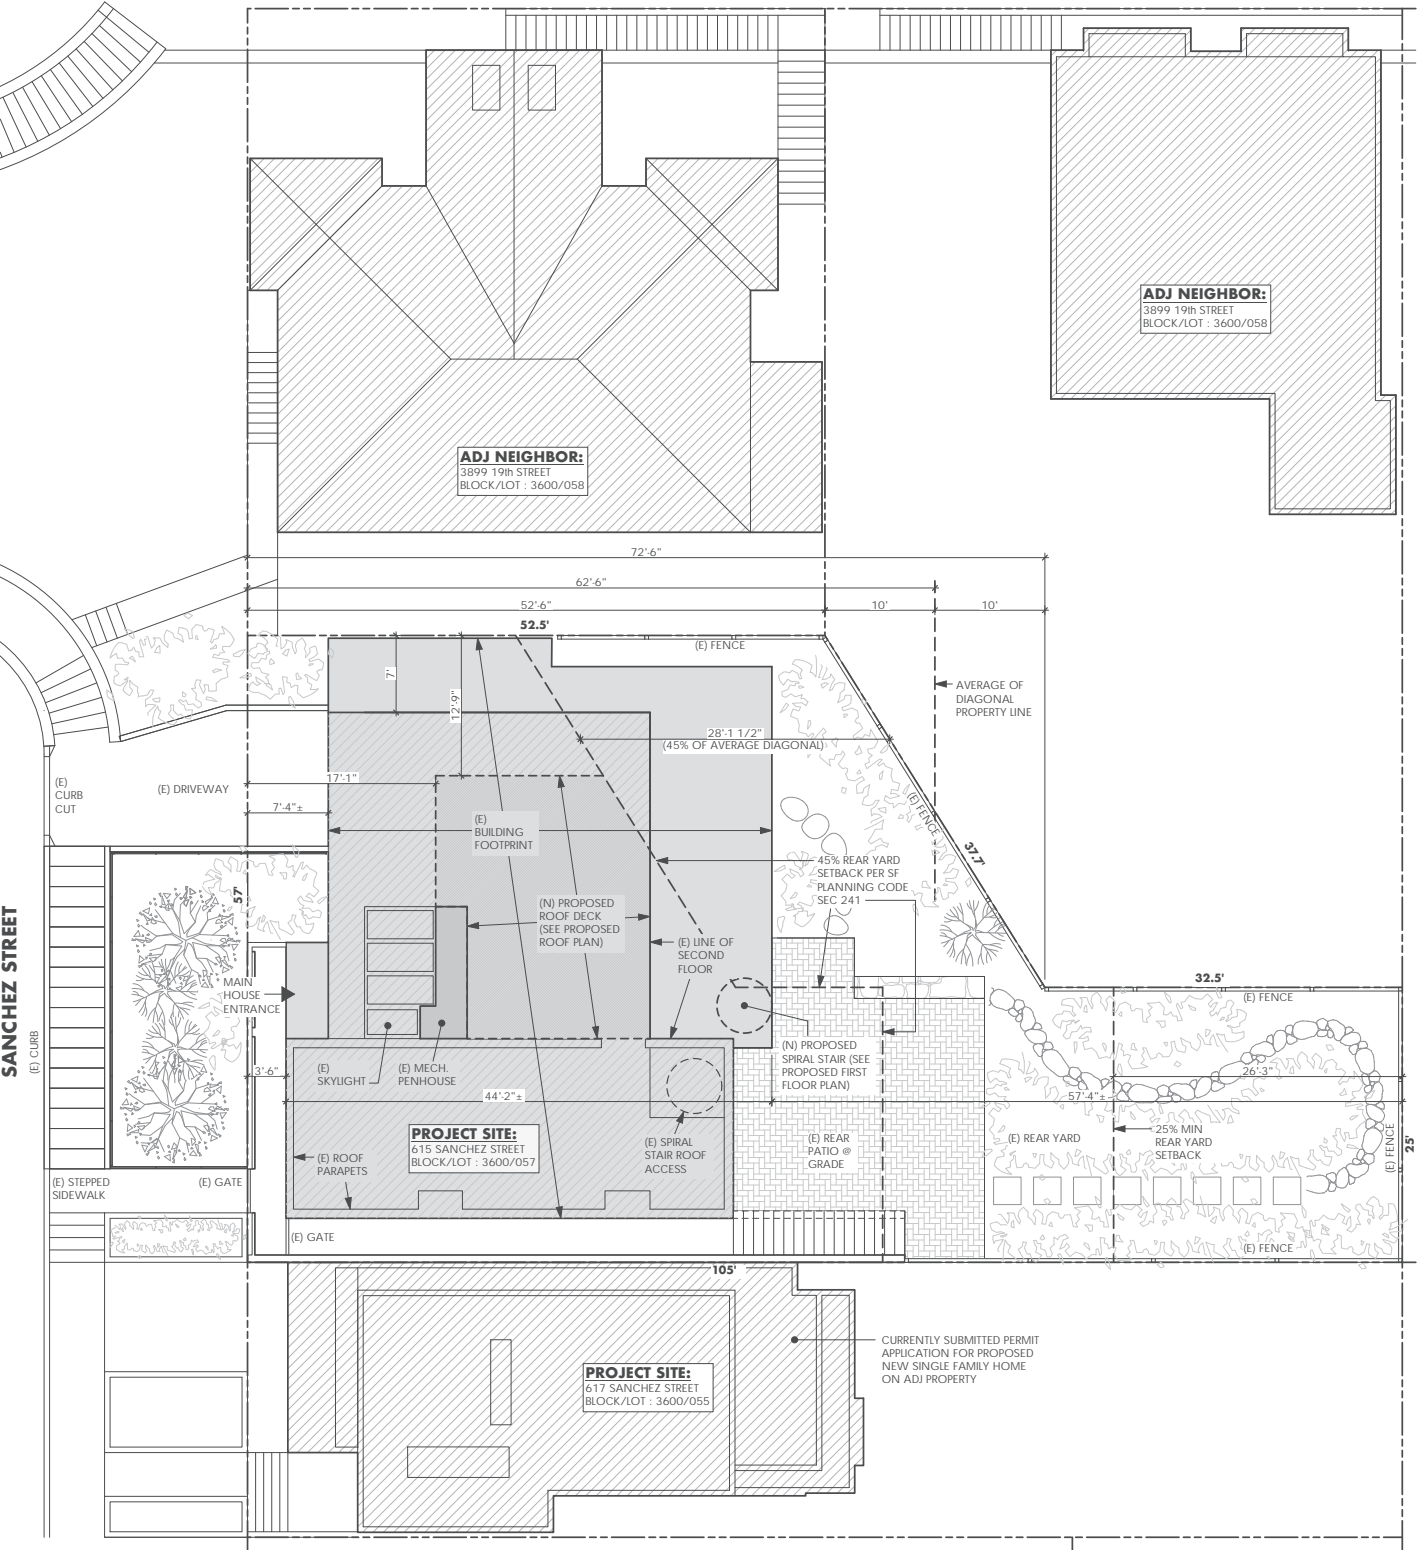 ADJ NEIGHBOR:
3899 19th STREET
BLOCK/LOT : 3600/058
ADJ NEIGHBOR:
3899 19th STREET
BLOCK/LOT : 3600/058
72'-6"
62'-6"
52'-6"
10'
10'
52.5'
(E) FENCE
7'
12'-9"
AVERAGE OF
DIAGONAL
PROPERTY LINE
28'-1 1/2"
(45% OF AVERAGE DIAGONAL)
17'-1"
(E)
CURB
CUT
(E) DRIVEWAY
7'-4"±
(E)
BUILDING
FOOTPRINT
(E) FENCE
37.7'
45% REAR YARD
SETBACK PER SF
PLANNING CODE
SEC 241
57'
(N) PROPOSED
ROOF DECK
(SEE PROPOSED
ROOF PLAN)
(E) LINE OF
SECOND
FLOOR
SANCHEZ STREET
(E) CURB
MAIN
HOUSE
ENTRANCE
32.5'
(E) FENCE
(N) PROPOSED
SPIRAL STAIR (SEE
PROPOSED FIRST
FLOOR PLAN)
3'-6"
(E)
SKYLIGHT
(E) MECH.
PENHOUSE
26'-3"
44'-2"±
57'-4"±
PROJECT SITE:
615 SANCHEZ STREET
BLOCK/LOT : 3600/057
(E) SPIRAL
STAIR ROOF
ACCESS
(E) REAR
PATIO @
GRADE
(E) REAR YARD
25% MIN
REAR YARD
SETBACK
(E) FENCE
25'
(E) ROOF
PARAPETS
(E) STEPPED
SIDEWALK
(E) GATE
(E) GATE
(E) FENCE
105'
CURRENTLY SUBMITTED PERMIT
APPLICATION FOR PROPOSED
NEW SINGLE FAMILY HOME
ON ADJ PROPERTY
PROJECT SITE:
617 SANCHEZ STREET
BLOCK/LOT : 3600/055